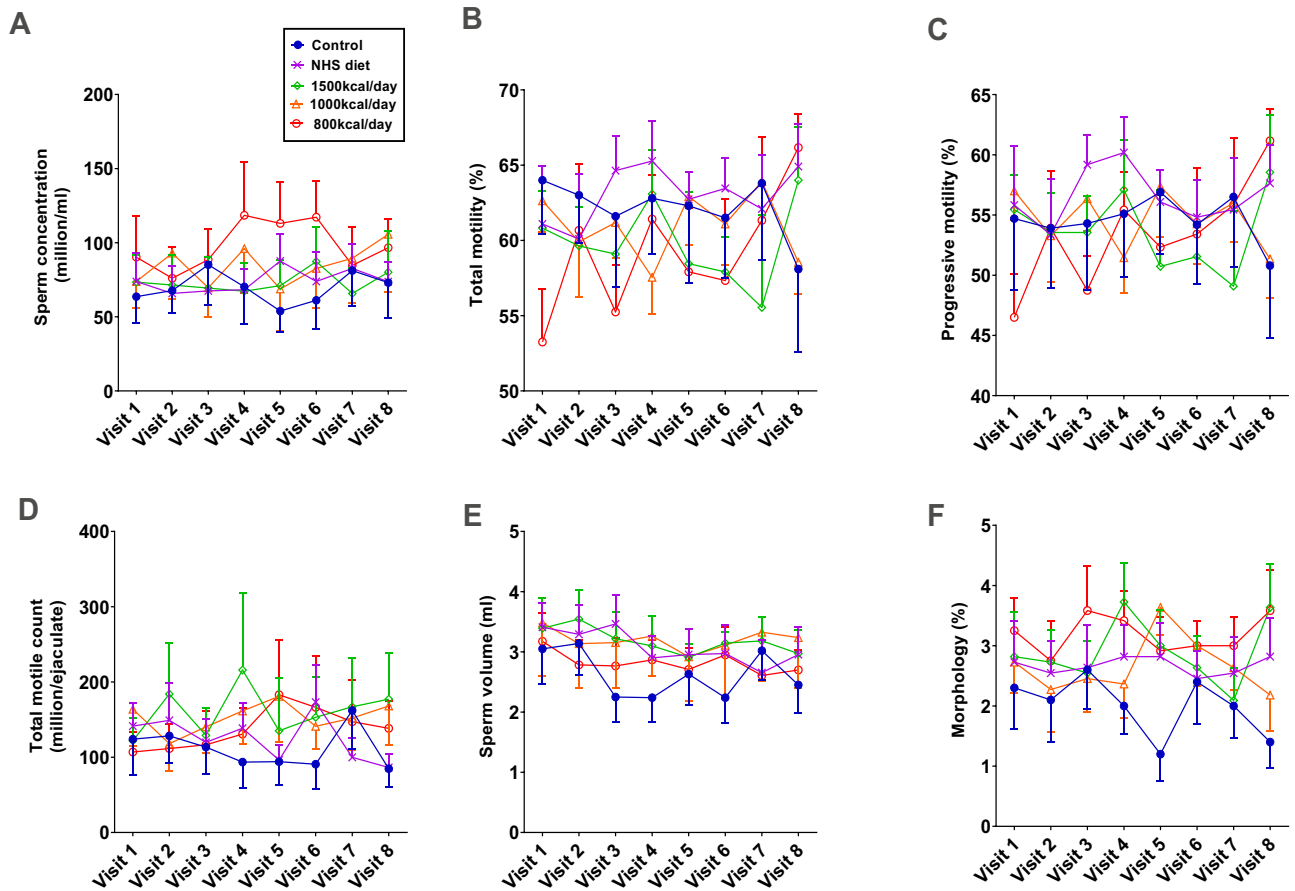 A
Control
NHS diet
1500kcal/day
1000kcal/day
800kcal/day
Sperm concentration
(million/ml)
200
150
100
50
0
Visit 1
Visit 2
Visit 3
Visit 4
Visit 5
Visit 6
Visit 7
Visit 8
B
Total motility (%)
70
65
60
55
50
Visit 1
Visit 2
Visit 3
Visit 4
Visit 5
Visit 6
Visit 7
Visit 8
C
Progressive motility (%)
65
60
55
50
45
40
Visit 1
Visit 2
Visit 3
Visit 4
Visit 5
Visit 6
Visit 7
Visit 8
D
Total motile count
(million/ejaculate)
400
300
200
100
0
Visit 1
Visit 2
Visit 3
Visit 4
Visit 5
Visit 6
Visit 7
Visit 8
E
Sperm volume (ml)
5
4
3
2
1
0
Visit 1
Visit 2
Visit 3
Visit 4
Visit 5
Visit 6
Visit 7
Visit 8
F
Morphology (%)
5
4
3
2
1
0
Visit 1
Visit 2
Visit 3
Visit 4
Visit 5
Visit 6
Visit 7
Visit 8